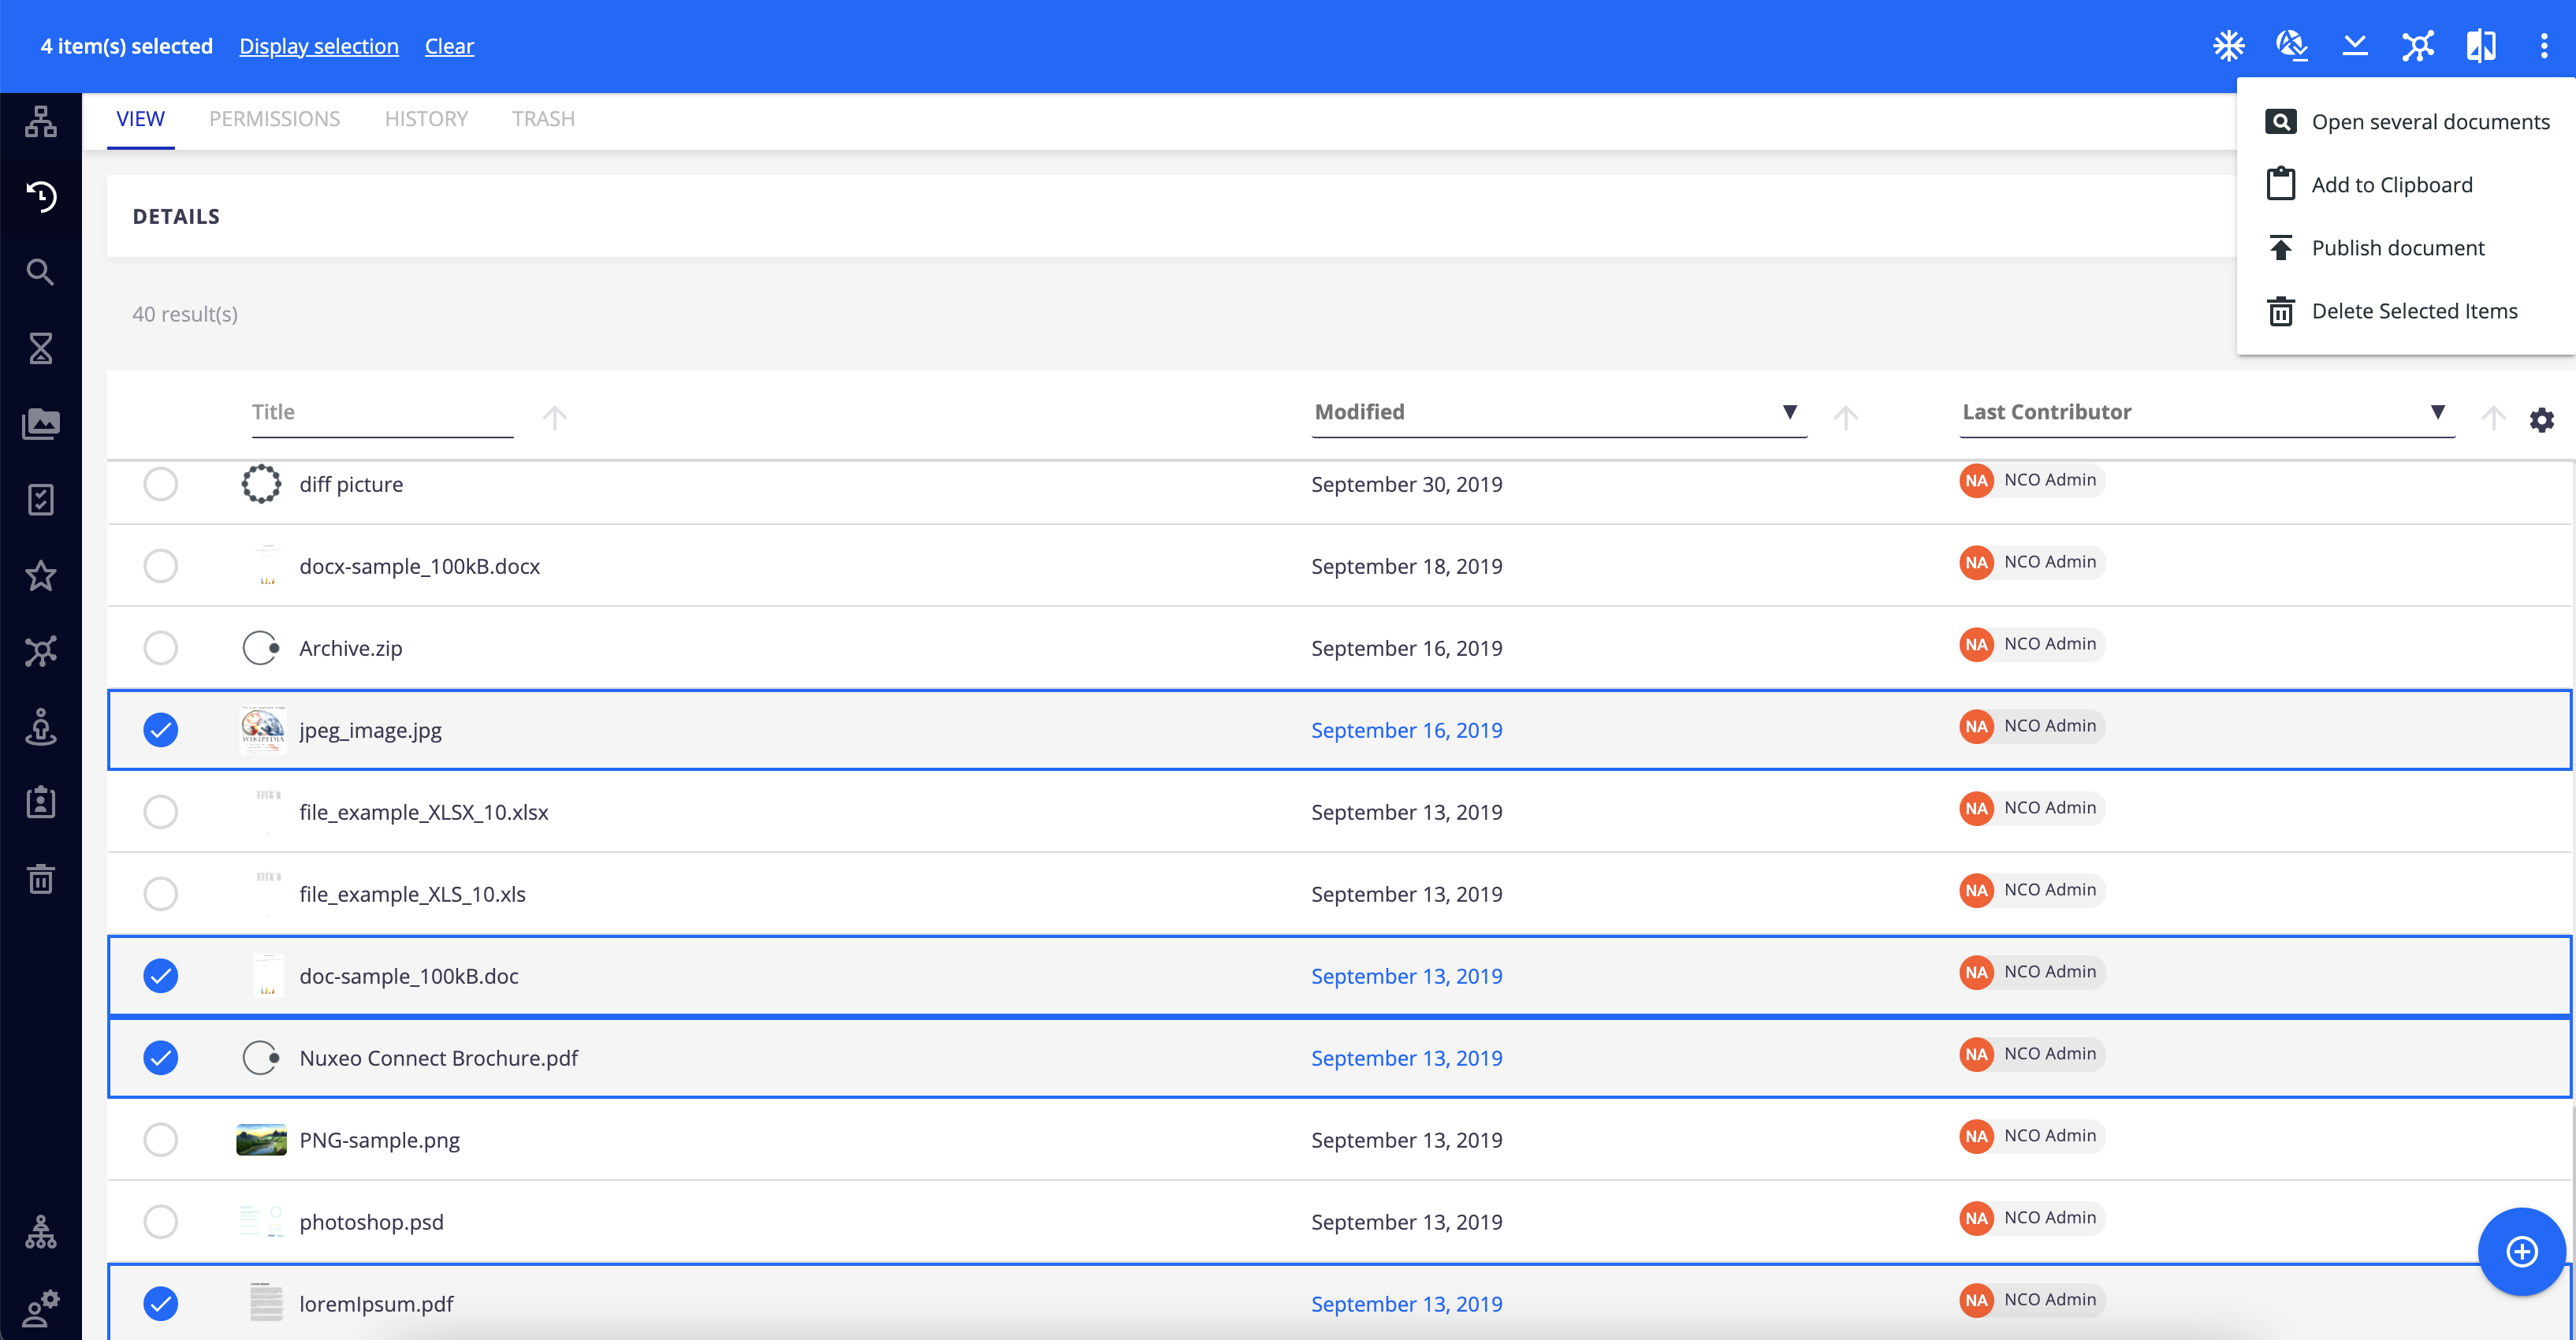 4 item(s) selected Display selection Clear
VIEW PERMISSIONS HISTORY TRASH
Open several documents
Add to Clipboard
Publish document
Delete Selected Items
DETAILS
40 result(s)
Title Modified Last Contributor
diff picture September 30, 2019 NA NCO Admin
docx-sample_100kB.docx September 18, 2019 NA NCO Admin
Archive.zip September 16, 2019 NA NCO Admin
WIKIPEDIA jpeg_image.jpg September 16, 2019 NA NCO Admin
file_example_XLSX_10.xlsx September 13, 2019 NA NCO Admin
file_example_XLS_10.xls September 13, 2019 NA NCO Admin
doc-sample_100kB.doc September 13, 2019 NA NCO Admin
Nuxeo Connect Brochure.pdf September 13, 2019 NA NCO Admin
PNG-sample.png September 13, 2019 NA NCO Admin
photoshop.psd September 13, 2019 NA NCO Admin
loremIpsum.pdf September 13, 2019 NA NCO Admin